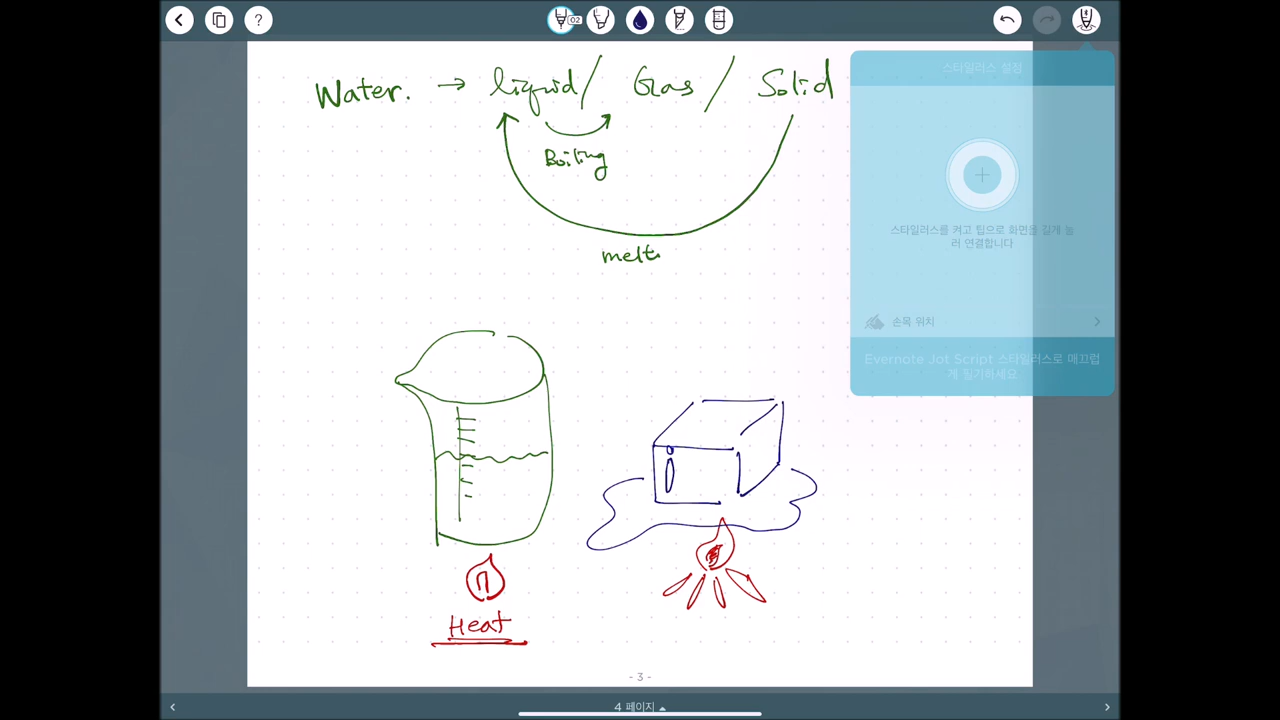 ?
02
Water. → liquid / Gas / Solid
Boiling
melt
Heat
스타일러스 설정
+
스타일러스를 켜고 팁으로 화면을 길게 눌
러 연결합니다
손목 위치
Evernote Jot Script 스타일러스로 매끄럽
게 필기하세요.
- 3 -
4 페이지